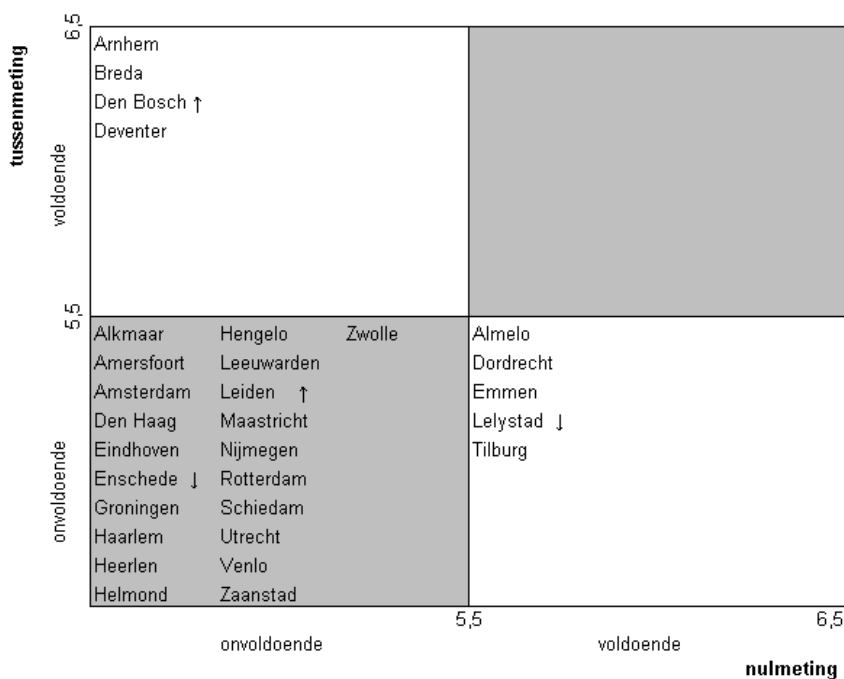 6,5
tussenmeting
voldoende
Arnhem
Breda
Den Bosch ↑
Deventer
5,5
onvoldoende
Alkmaar Hengelo Zwolle
Amersfoort Leeuwarden
Amsterdam Leiden ↑
Den Haag Maastricht
Eindhoven Nijmegen
Enschede ↓ Rotterdam
Groningen Schiedam
Haarlem Utrecht
Heerlen Venlo
Helmond Zaanstad
Almelo
Dordrecht
Emmen
Lelystad ↓
Tilburg
5,5 6,5
onvoldoende voldoende
nulmeting